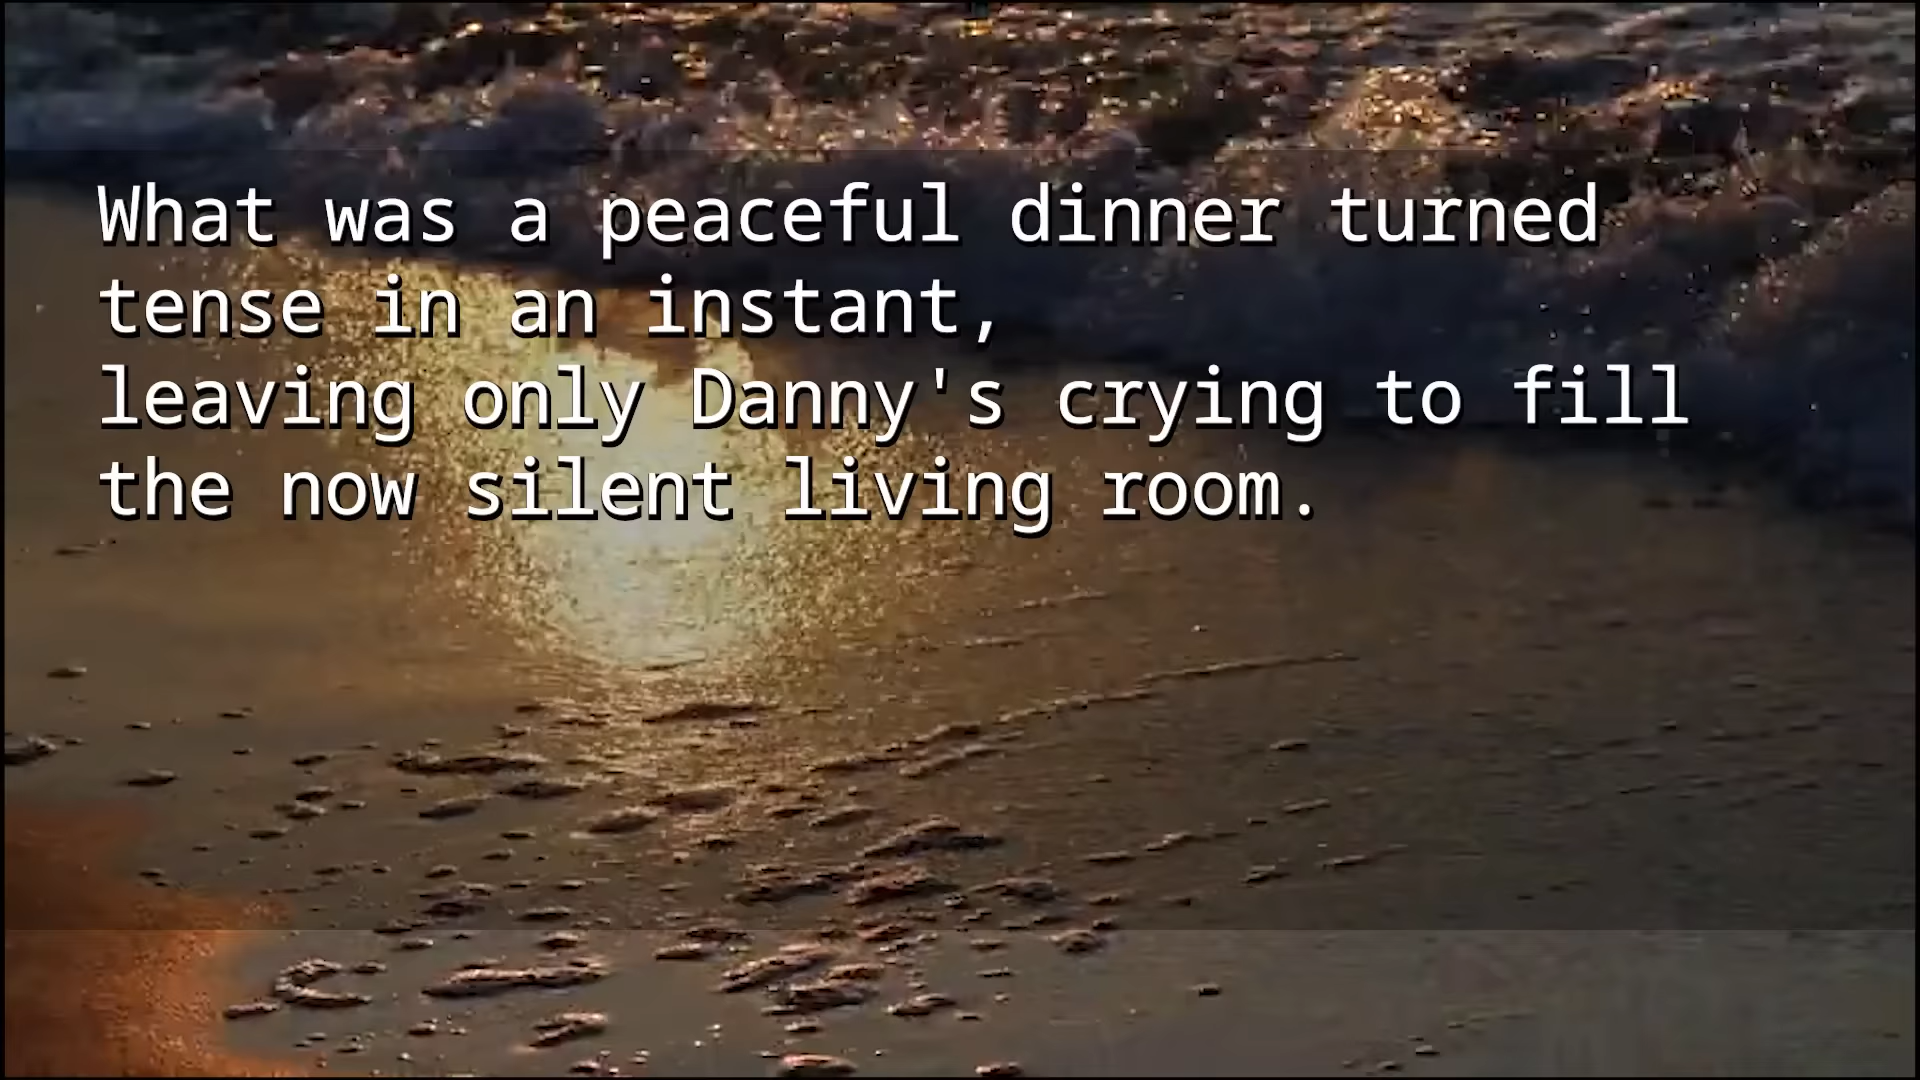 What was a peaceful dinner turned
tense in an instant,
leaving only Danny's crying to fill
the now silent living room.